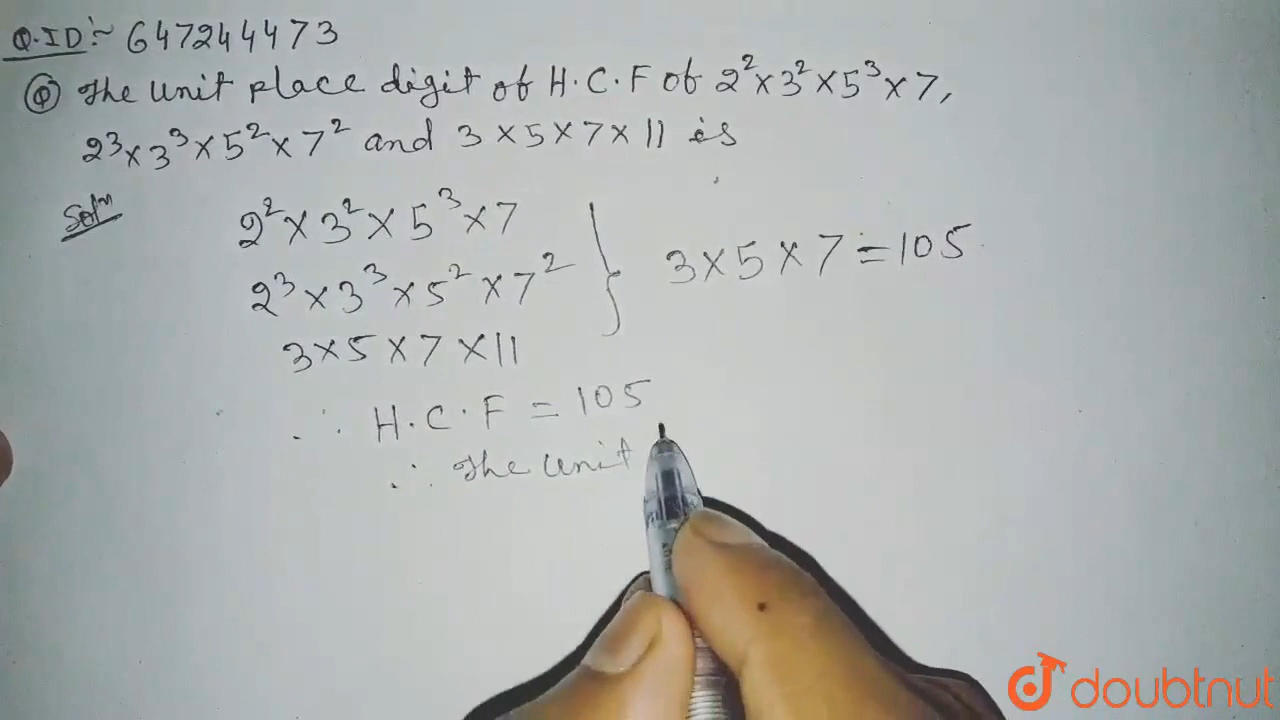 Q.ID:~ 647244473
Q The unit place digit of H.C.F of 2² × 3² × 5³ × 7,
2³ × 3³ × 5² × 7² and 3 × 5 × 7 × 11 is
Solⁿ
2² × 3² × 5³ × 7
2³ × 3³ × 5² × 7² } 3 × 5 × 7 = 105
3 × 5 × 7 × 11
∴ H.C.F = 105
∴ The unit
doubtnut